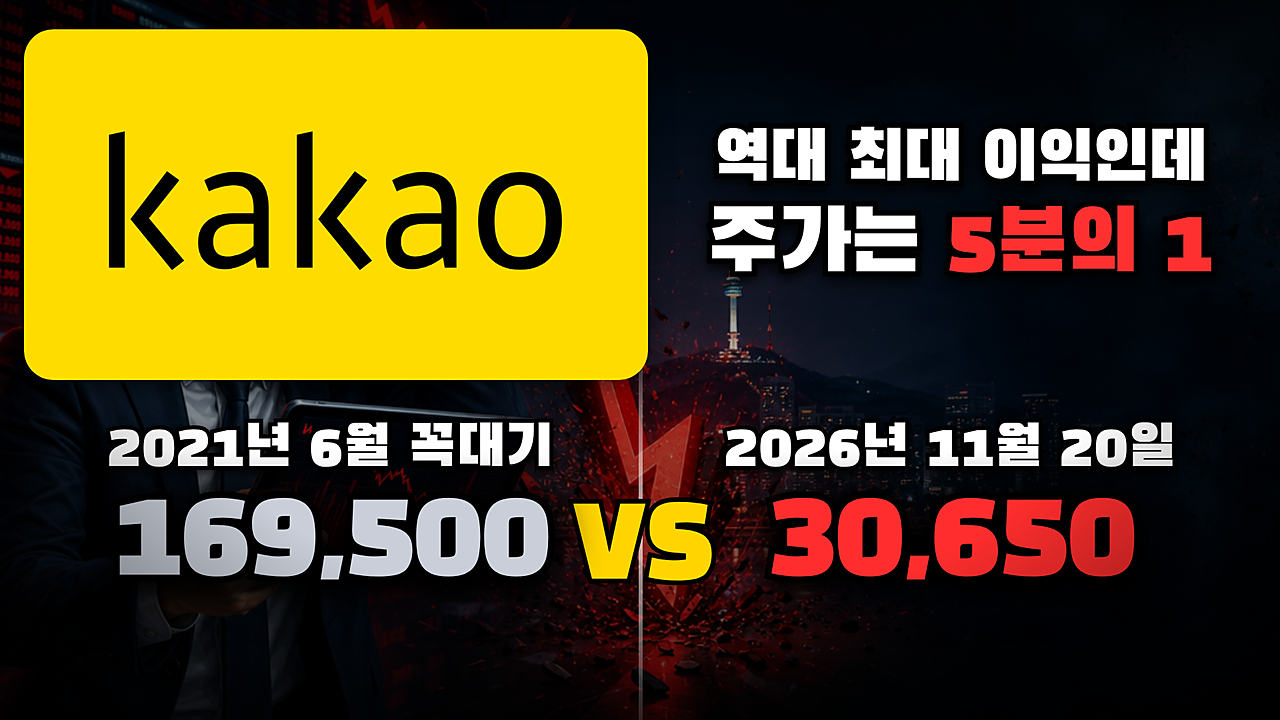 kakao
역대 최대 이익인데
주가는 5분의 1
2021년 6월 꼭대기
169,500
VS
2026년 11월 20일
30,650